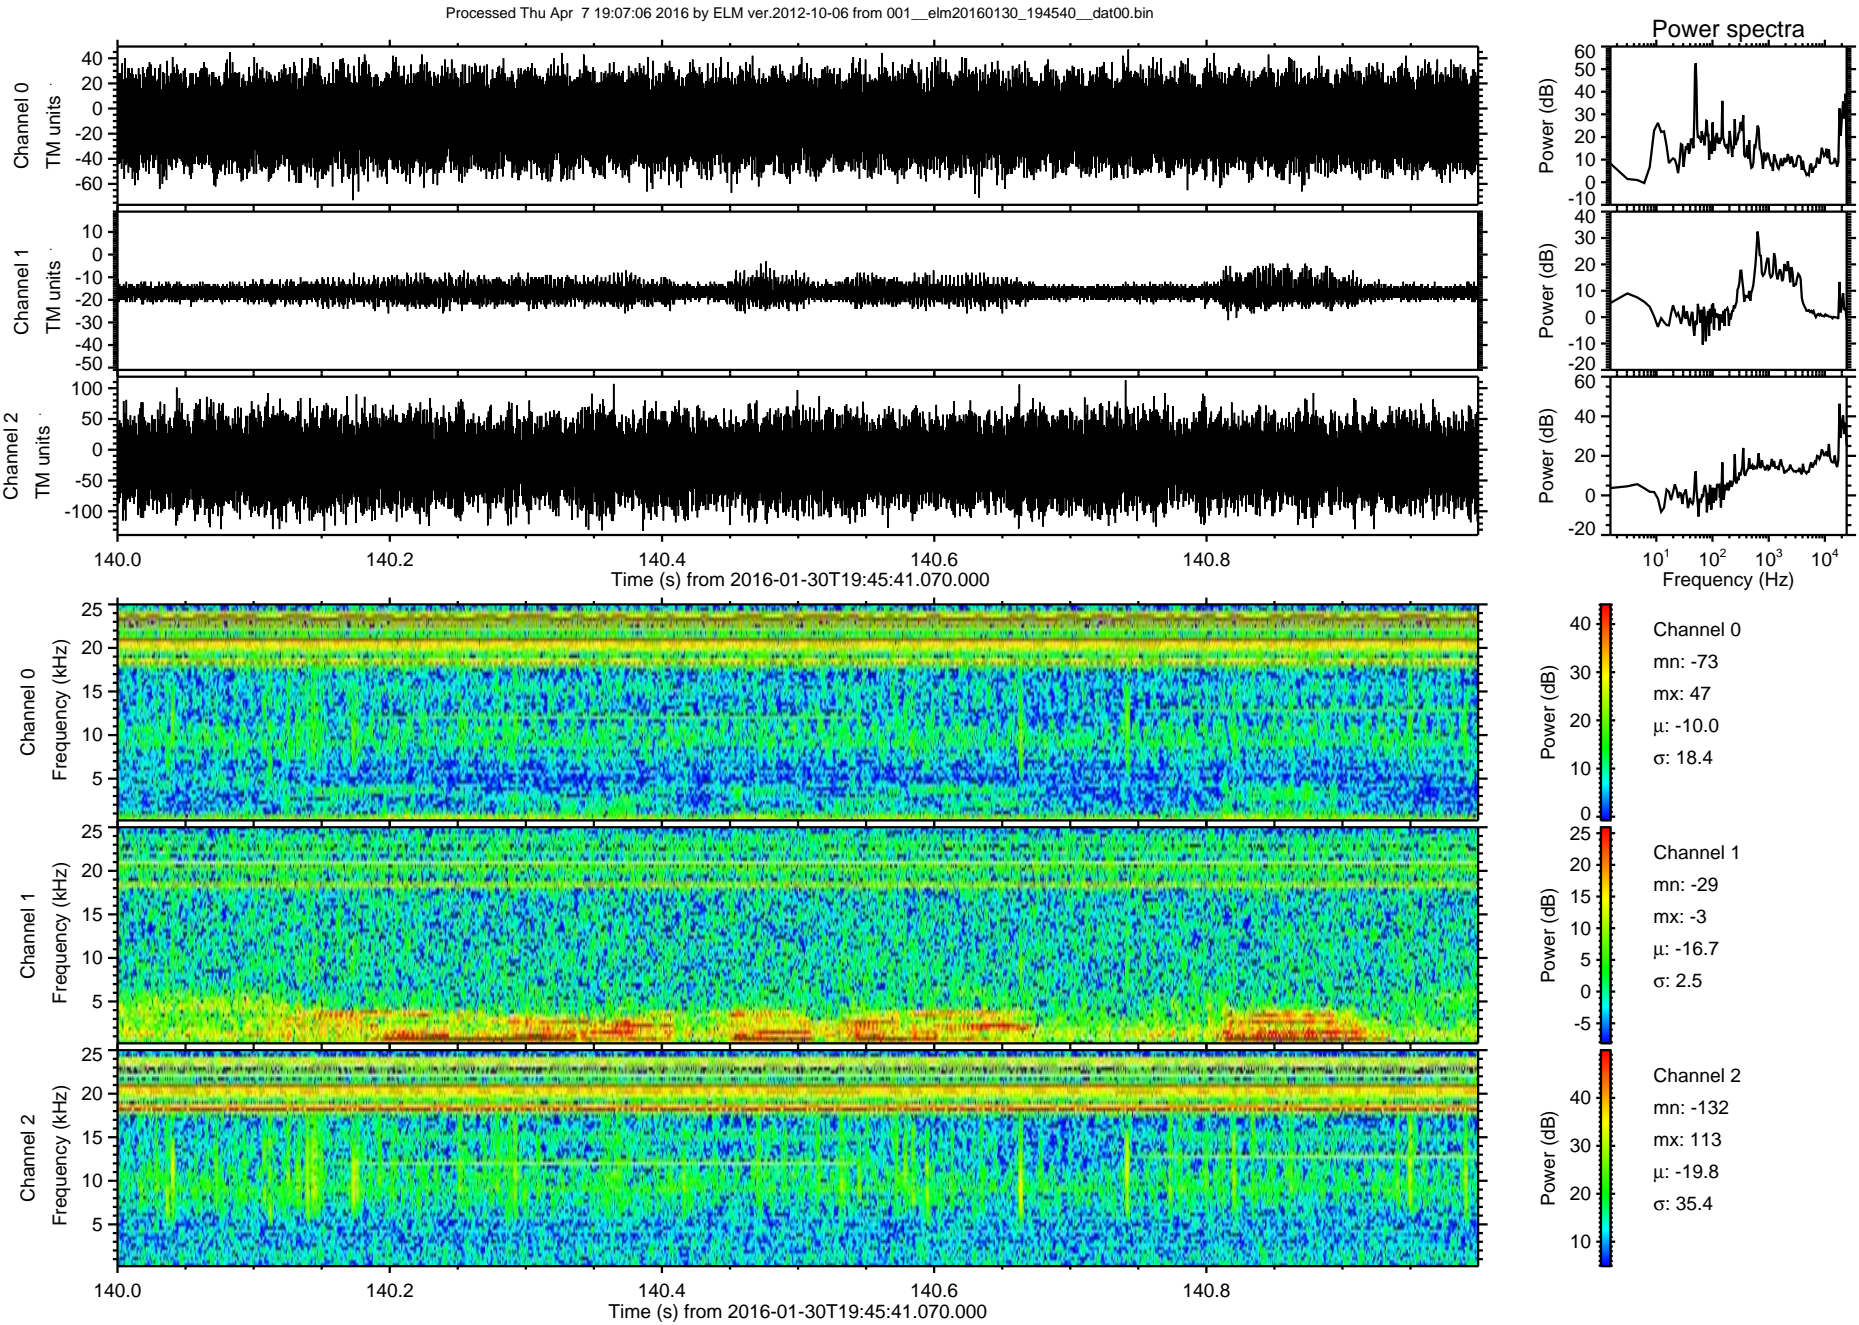 Processed Thu Apr  7 19:07:06 2016 by ELM ver.2012-10-06 from 001__elm20160130_194540__dat00.bin
Power spectra
Channel 0
TM units
40
20
0
-20
-40
-60
Power (dB)
60
50
40
30
20
10
0
-10
Channel 1
TM units
10
0
-10
-20
-30
-40
-50
Power (dB)
40
30
20
10
0
-10
-20
Channel 2
TM units
100
50
0
-50
-100
Power (dB)
60
40
20
0
-20
140.0 140.2 140.4 140.6 140.8
Time (s) from 2016-01-30T19:45:41.070.000
10^1 10^2 10^3 10^4
Frequency (Hz)
Channel 0
Frequency (kHz)
25
20
15
10
5
Power (dB)
40
30
20
10
0
Channel 0
mn: -73
mx: 47
μ: -10.0
σ: 18.4
Channel 1
Frequency (kHz)
25
20
15
10
5
Power (dB)
25
20
15
10
5
0
-5
Channel 1
mn: -29
mx: -3
μ: -16.7
σ: 2.5
Channel 2
Frequency (kHz)
25
20
15
10
5
Power (dB)
40
30
20
10
Channel 2
mn: -132
mx: 113
μ: -19.8
σ: 35.4
140.0 140.2 140.4 140.6 140.8
Time (s) from 2016-01-30T19:45:41.070.000